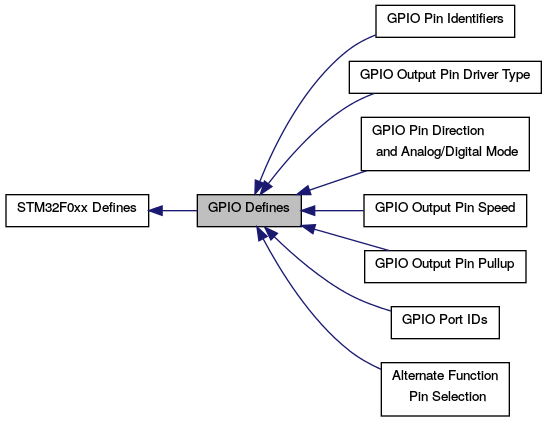 GPIO Pin Identifiers
GPIO Output Pin Driver Type
GPIO Pin Direction
and Analog/Digital Mode
STM32F0xx Defines
GPIO Defines
GPIO Output Pin Speed
GPIO Output Pin Pullup
GPIO Port IDs
Alternate Function
Pin Selection